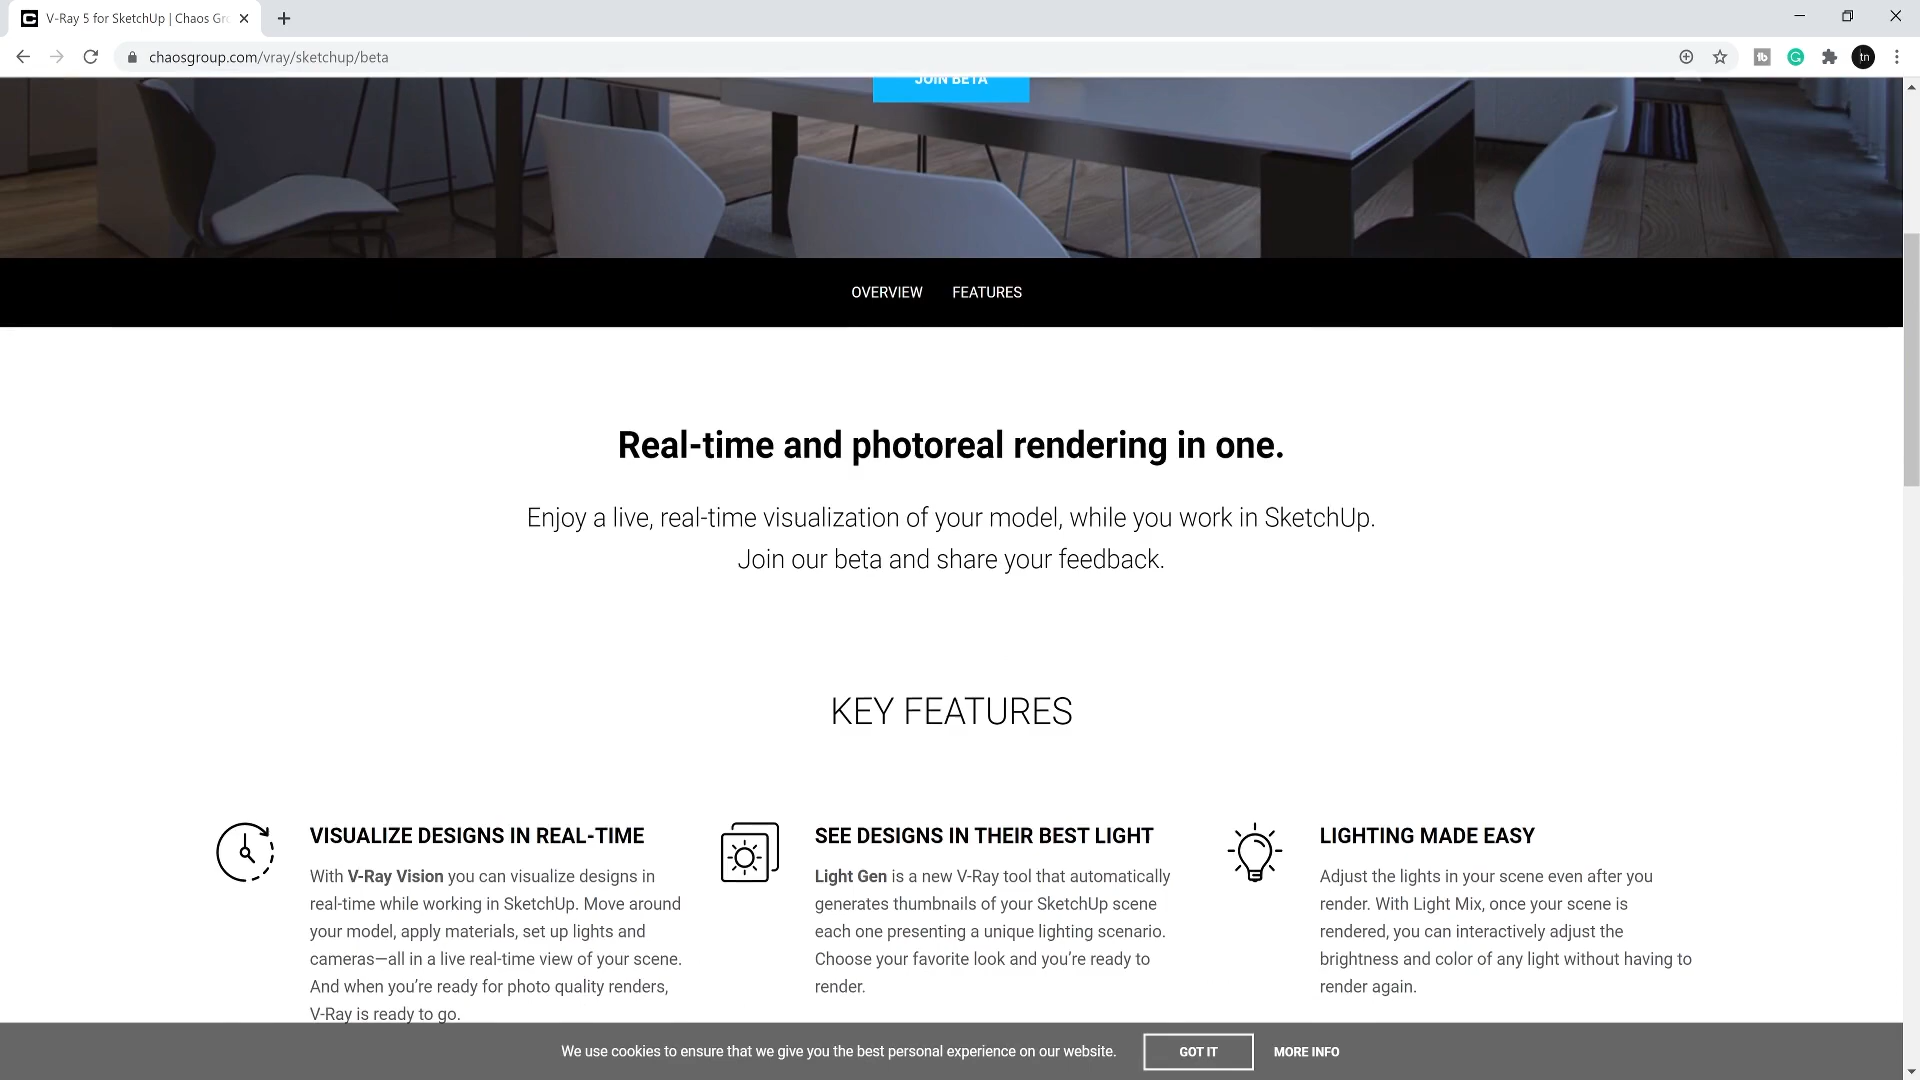 V-Ray 5 for SketchUp | Chaos Gr
chaosgroup.com/vray/sketchup/beta
tn
JOIN BETA
OVERVIEW FEATURES
Real-time and photoreal rendering in one.
Enjoy a live, real-time visualization of your model, while you work in SketchUp.
Join our beta and share your feedback.
KEY FEATURES
VISUALIZE DESIGNS IN REAL-TIME
With V-Ray Vision you can visualize designs in
real-time while working in SketchUp. Move around
your model, apply materials, set up lights and
cameras—all in a live real-time view of your scene.
And when you’re ready for photo quality renders,
V-Ray is ready to go.
SEE DESIGNS IN THEIR BEST LIGHT
Light Gen is a new V-Ray tool that automatically
generates thumbnails of your SketchUp scene
each one presenting a unique lighting scenario.
Choose your favorite look and you’re ready to
render.
LIGHTING MADE EASY
Adjust the lights in your scene even after you
render. With Light Mix, once your scene is
rendered, you can interactively adjust the
brightness and color of any light without having to
render again.
We use cookies to ensure that we give you the best personal experience on our website. GOT IT MORE INFO